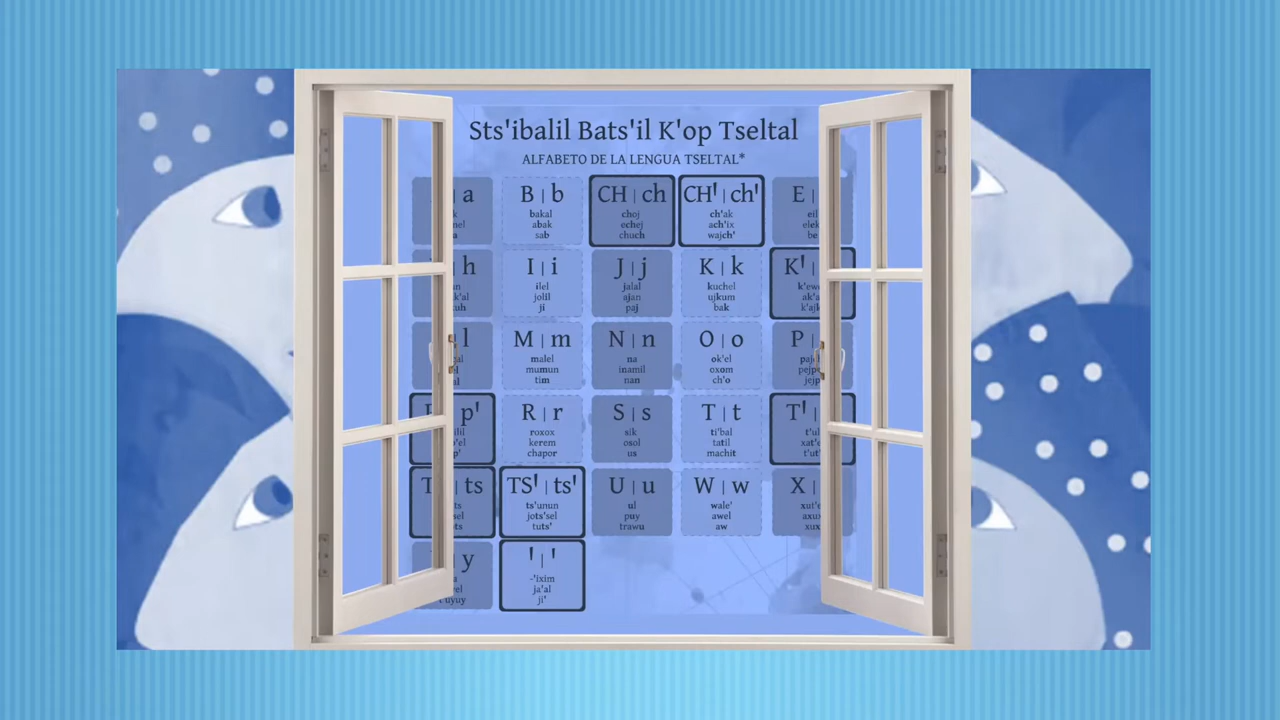 Sts'ibalil Bats'il K'op Tseltal
ALFABETO DE LA LENGUA TSELTAL*
a
B | b
bakal
abak
sab
CH | ch
choj
echej
chuch
CH' | ch'
ch'ak
ach'ix
wajch'
E |
h
I | i
ilel
jolil
ji
J | j
jalal
ajan
paj
K | k
kuchel
ujkum
bak
K' |
l
M | m
malel
mumun
tim
N | n
na
inamil
nan
O | o
ok'el
oxom
ch'o
P |
p'
R | r
roxox
kerem
chapor
S | s
sik
osol
us
T | t
ti'bal
tatil
machit
T' |
ts
TS' | ts'
ts'unun
jots'sel
tuts'
U | u
ul
puy
trawu
W | w
wale'
awel
aw
X |
y
' | '
-'ixim
ja'al
ji'